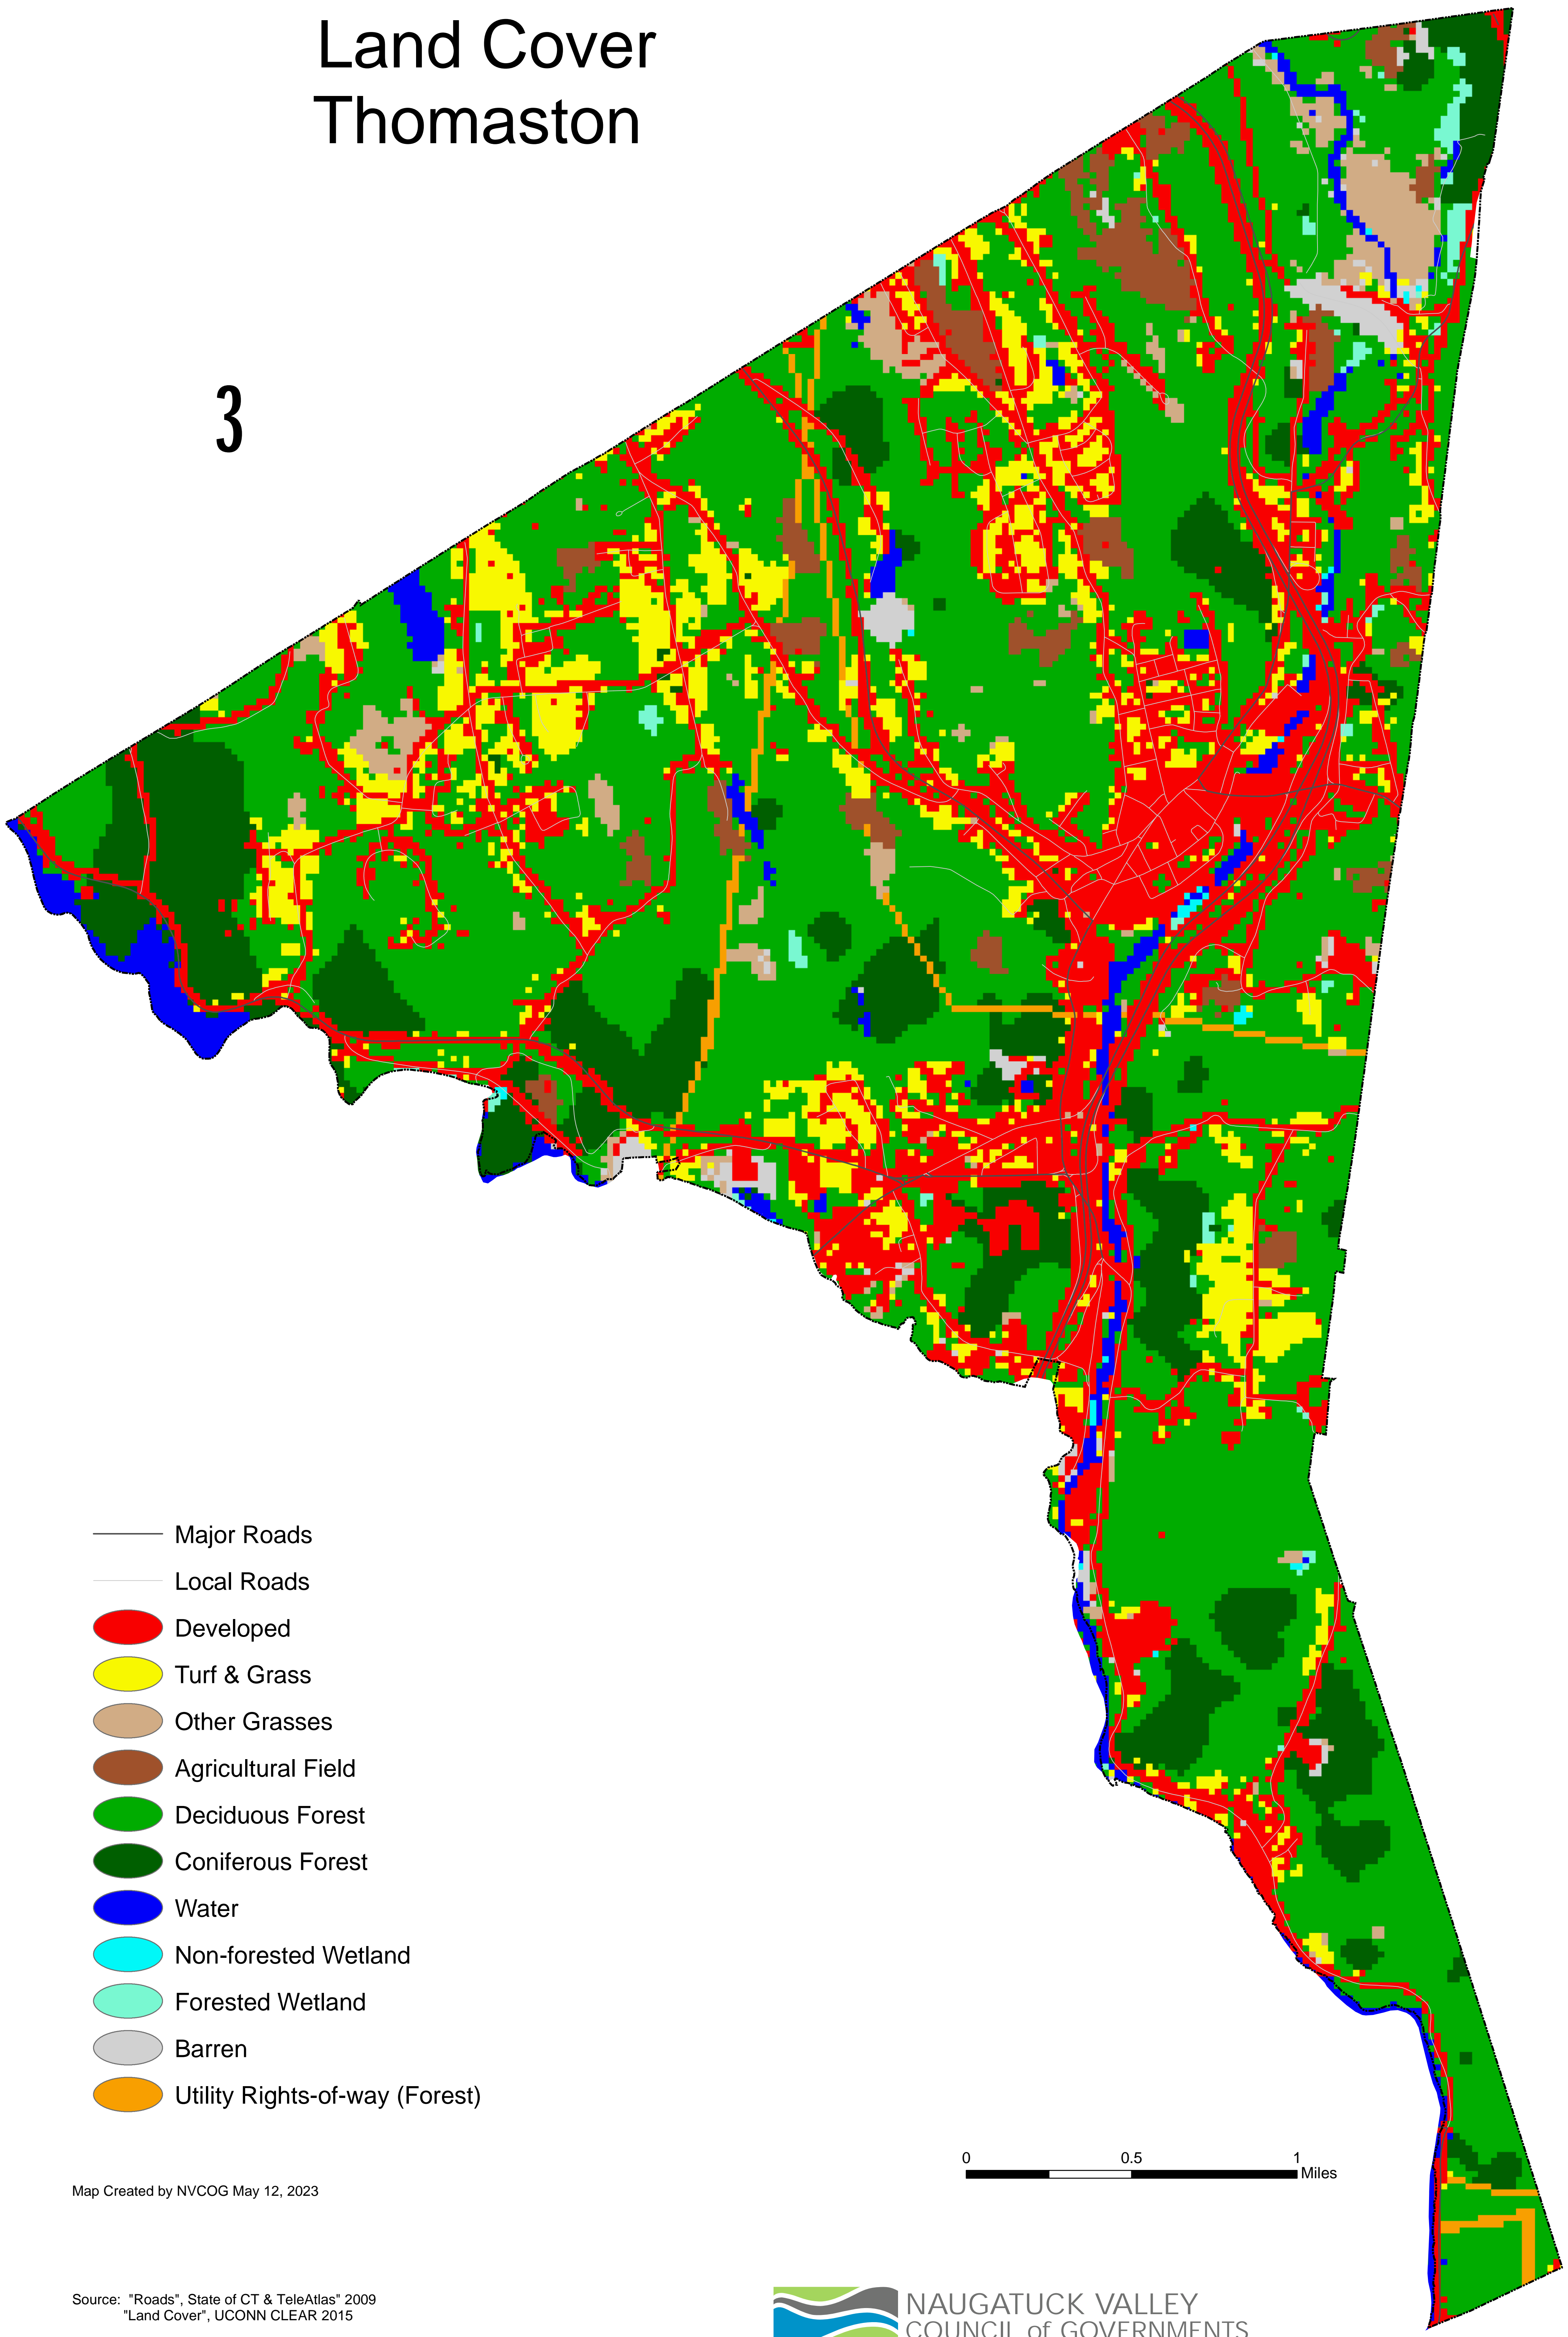 Land Cover
Thomaston
3
Major Roads
Local Roads
Developed
Turf & Grass
Other Grasses
Agricultural Field
Deciduous Forest
Coniferous Forest
Water
Non-forested Wetland
Forested Wetland
Barren
Utility Rights-of-way (Forest)
0 0.5 1
Miles
Map Created by NVCOG May 12, 2023
Source: "Roads", State of CT & TeleAtlas" 2009
"Land Cover", UCONN CLEAR 2015
NAUGATUCK VALLEY
COUNCIL of GOVERNMENTS